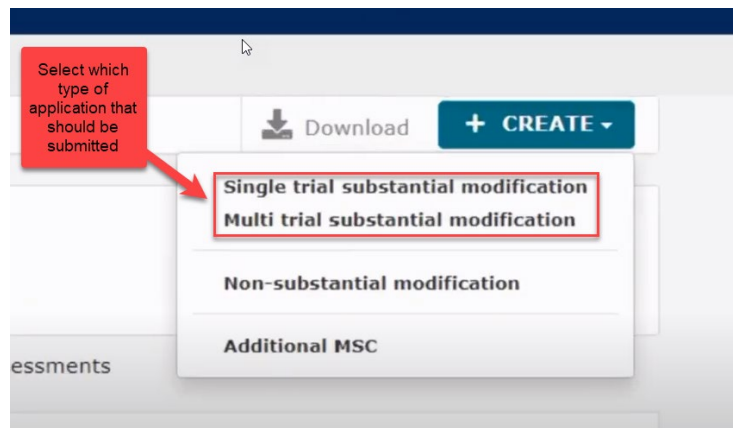 Select which
type of
application that
should be
submitted
Download
+ CREATE
Single trial substantial modification
Multi trial substantial modification
Non-substantial modification
Additional MSC
essments